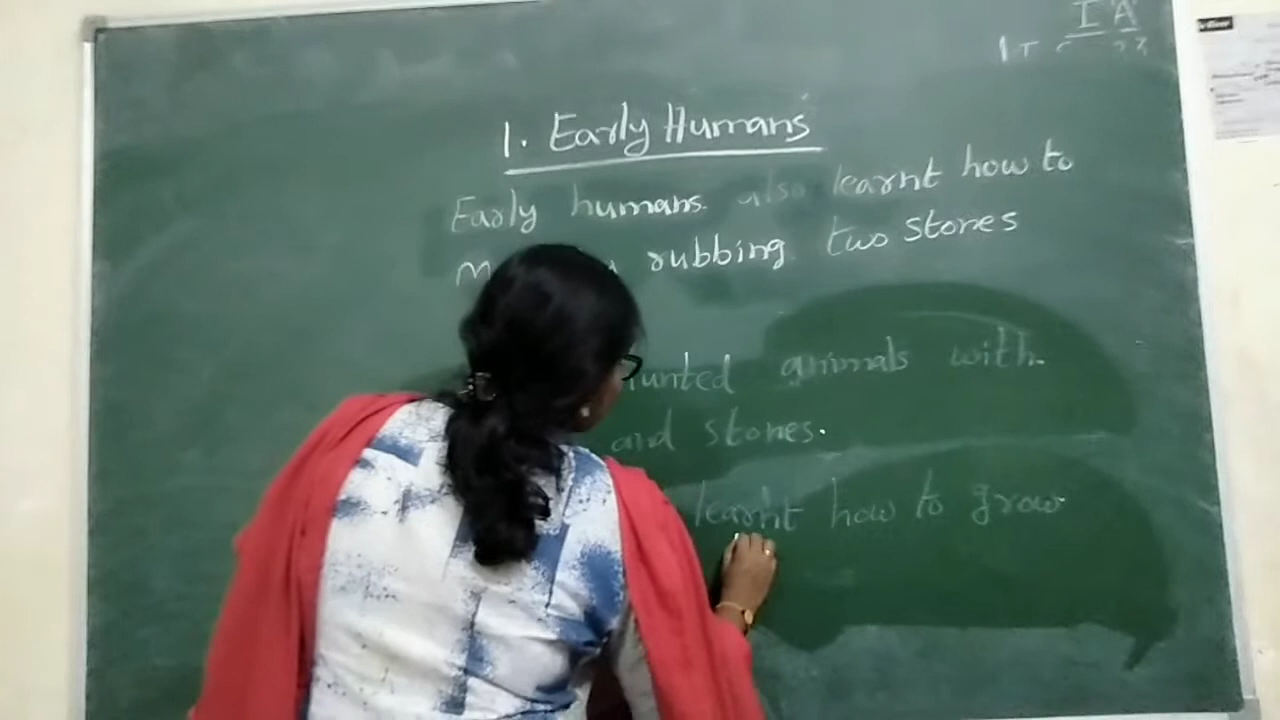 I A
1. Early Humans
Early humans also learnt how to
rubbing two stones
hunted animals with
and stones.
learnt how to grow